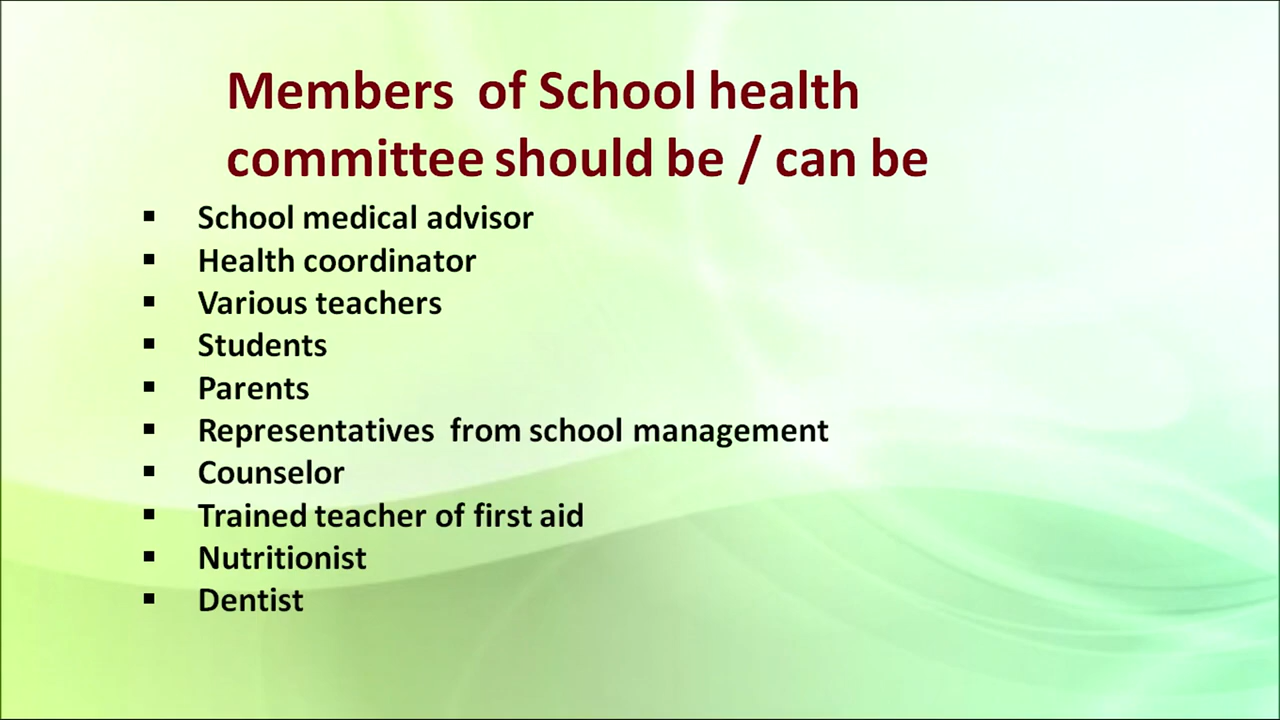 Members of School health
committee should be / can be
▪ School medical advisor
▪ Health coordinator
▪ Various teachers
▪ Students
▪ Parents
▪ Representatives from school management
▪ Counselor
▪ Trained teacher of first aid
▪ Nutritionist
▪ Dentist